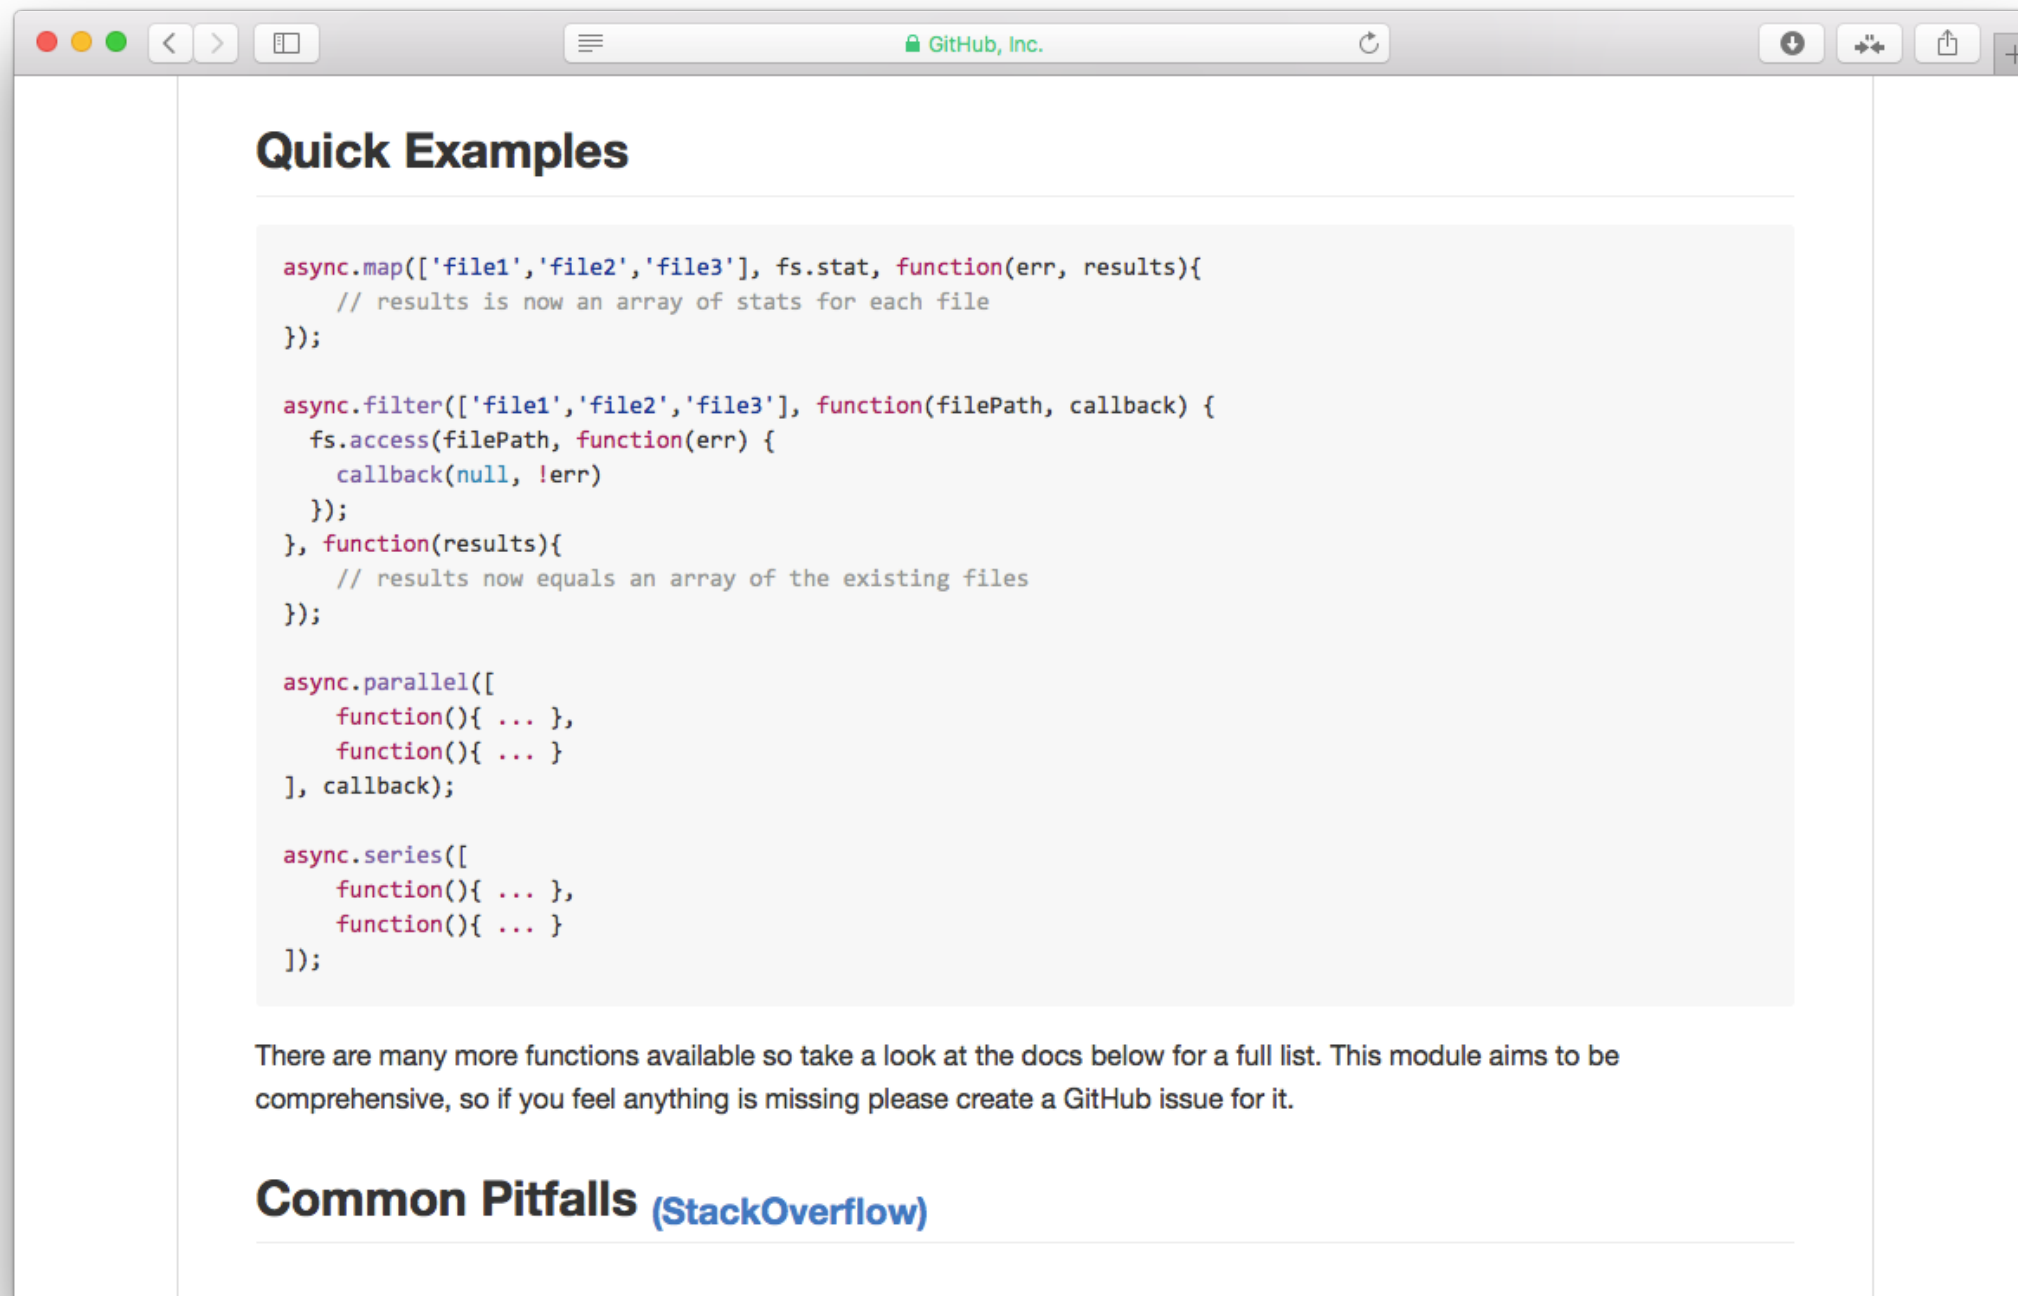 GitHub, Inc.
Quick Examples
async.map(['file1','file2','file3'], fs.stat, function(err, results){
    // results is now an array of stats for each file
});

async.filter(['file1','file2','file3'], function(filePath, callback) {
  fs.access(filePath, function(err) {
    callback(null, !err)
  });
}, function(results){
    // results now equals an array of the existing files
});

async.parallel([
    function(){ ... },
    function(){ ... }
], callback);

async.series([
    function(){ ... },
    function(){ ... }
]);
There are many more functions available so take a look at the docs below for a full list. This module aims to be
comprehensive, so if you feel anything is missing please create a GitHub issue for it.
Common Pitfalls (StackOverflow)